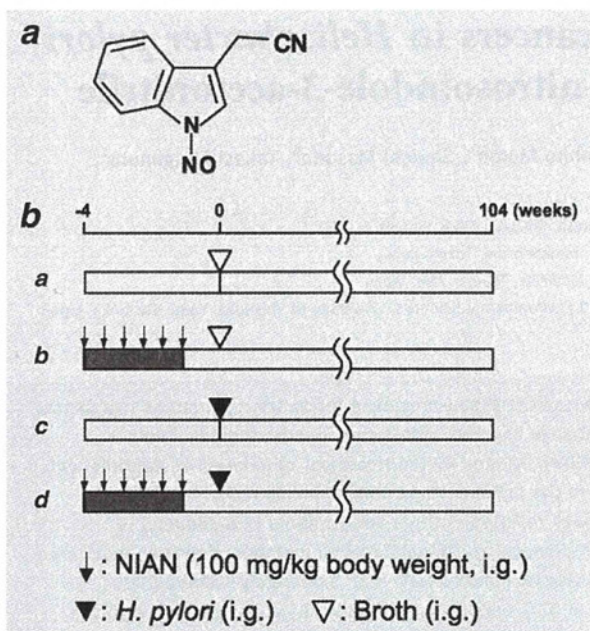 a
CN
N
NO
b
-4 0 104 (weeks)
a
b
c
d
↓ : NIAN (100 mg/kg body weight, i.g.)
▼ : H. pylori (i.g.) ▽ : Broth (i.g.)